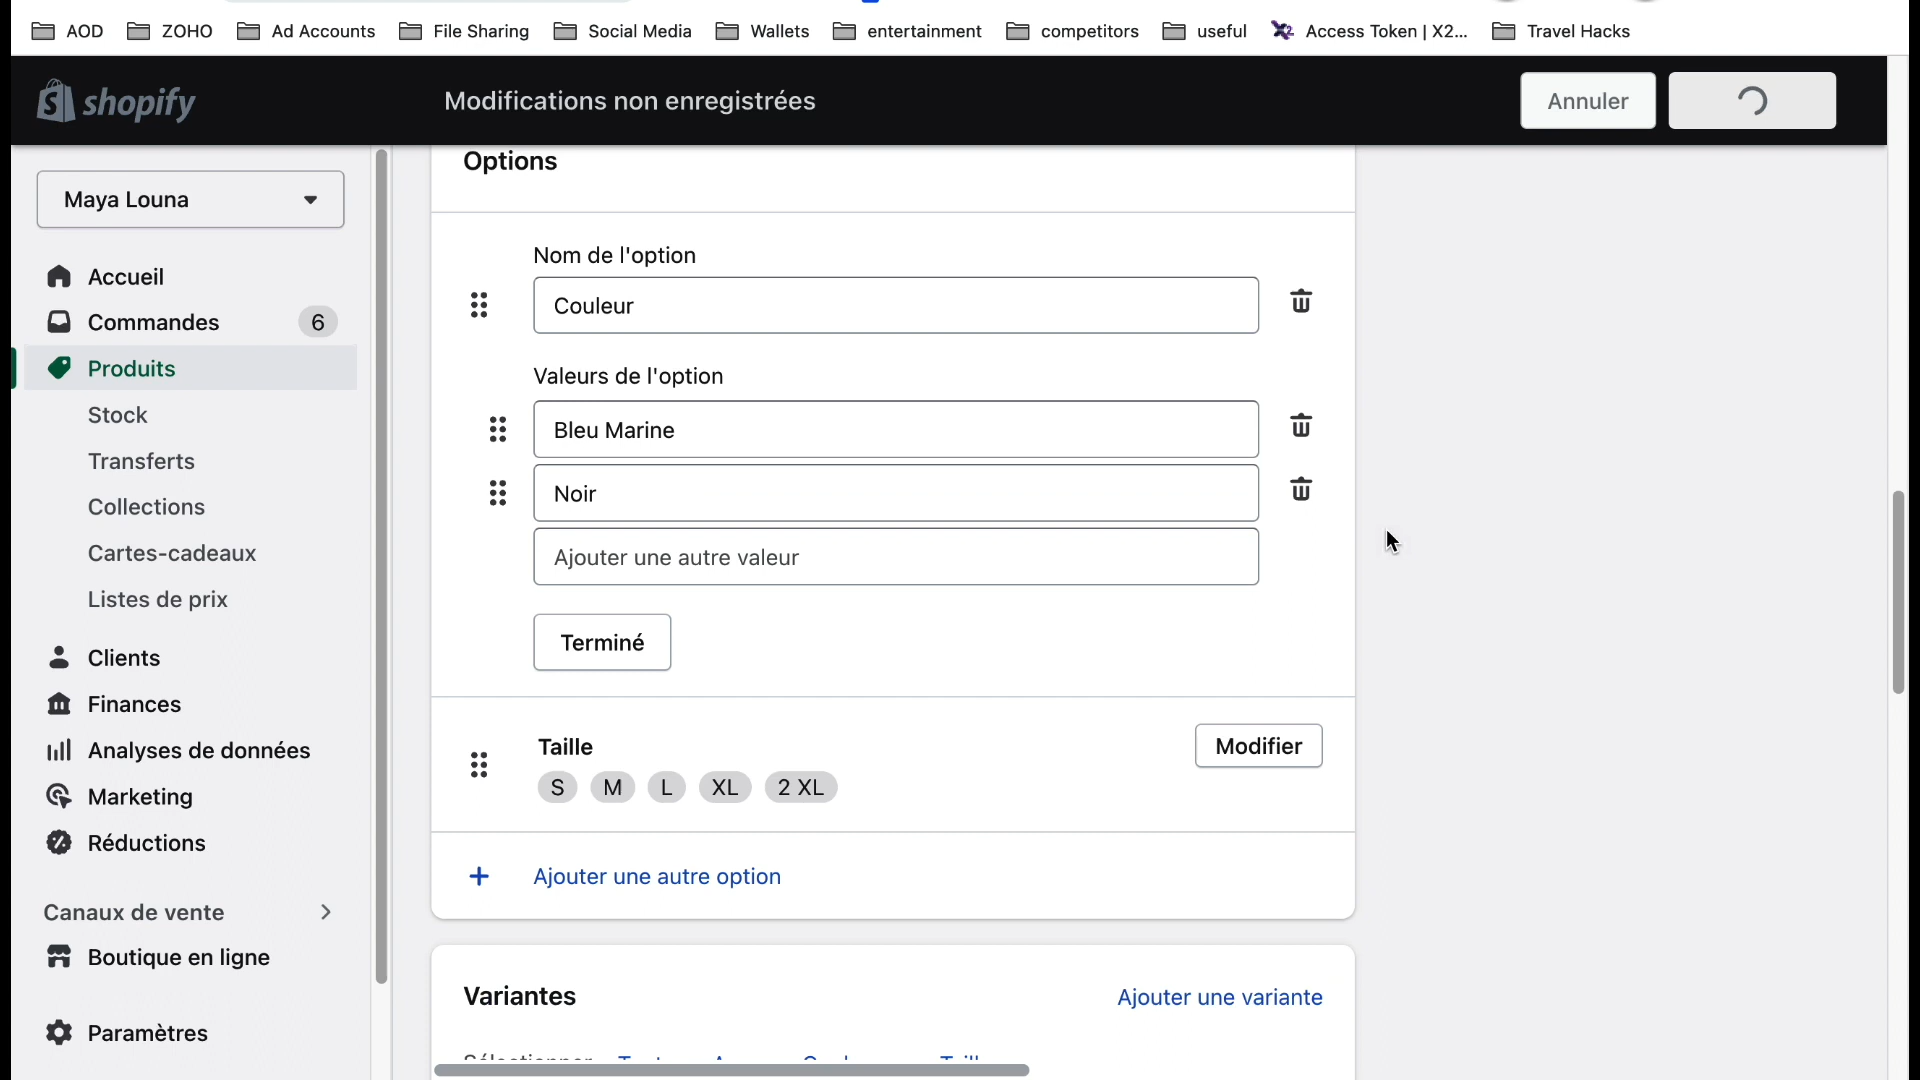 AOD ZOHO Ad Accounts File Sharing Social Media Wallets entertainment competitors useful Access Token | X2... Travel Hacks
shopify Modifications non enregistrées Annuler
Options
Maya Louna
Nom de l'option
Accueil
Couleur
Commandes 6
Produits
Valeurs de l'option
Stock
Bleu Marine
Transferts
Noir
Collections
Cartes-cadeaux
Ajouter une autre valeur
Listes de prix
Terminé
Clients
Finances
Taille Modifier
Analyses de données
S M L XL 2 XL
Marketing
Réductions
Ajouter une autre option
Canaux de vente
Boutique en ligne
Variantes Ajouter une variante
Paramètres